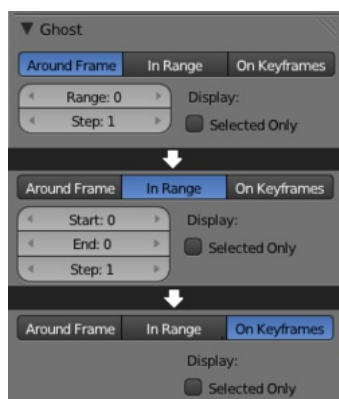 Ghost
Around Frame In Range On Keyframes
Range: 0 Display:
Step: 1 Selected Only
Around Frame In Range On Keyframes
Start: 0 Display:
End: 0 Selected Only
Step: 1
Around Frame In Range On Keyframes
Display:
Selected Only